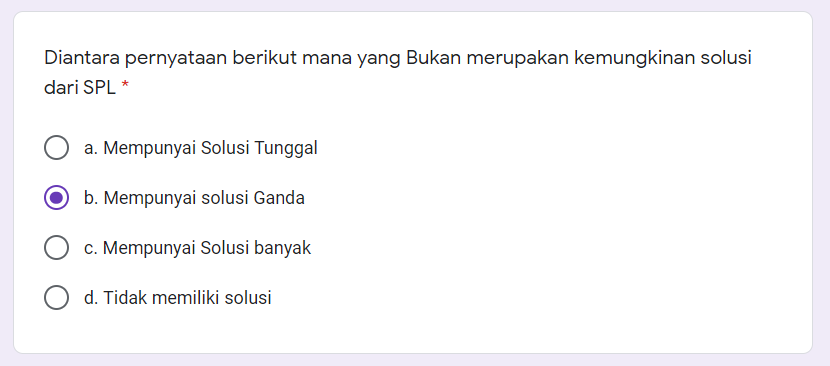 Diantara pernyataan berikut mana yang Bukan merupakan kemungkinan solusi
dari SPL *
a. Mempunyai Solusi Tunggal
b. Mempunyai solusi Ganda
c. Mempunyai Solusi banyak
d. Tidak memiliki solusi